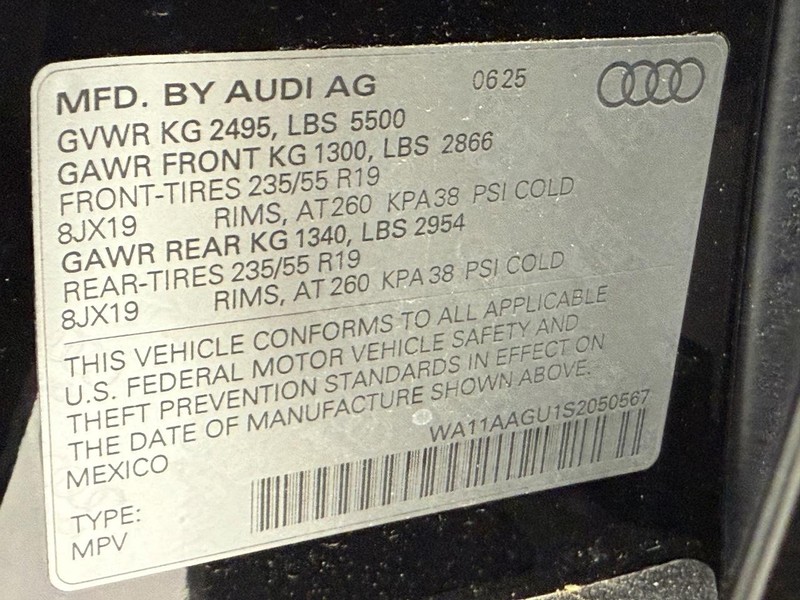 MFD. BY AUDI AG 0625
GVWR KG 2495, LBS 5500
GAWR FRONT KG 1300, LBS 2866
FRONT-TIRES 235/55 R19
8JX19 RIMS, AT 260 KPA 38 PSI COLD
GAWR REAR KG 1340, LBS 2954
REAR-TIRES 235/55 R19
8JX19 RIMS, AT 260 KPA 38 PSI COLD
THIS VEHICLE CONFORMS TO ALL APPLICABLE
U.S. FEDERAL MOTOR VEHICLE SAFETY AND
THEFT PREVENTION STANDARDS IN EFFECT ON
THE DATE OF MANUFACTURE SHOWN ABOVE.
MEXICO WA11AAGU1S2050567
TYPE:
MPV